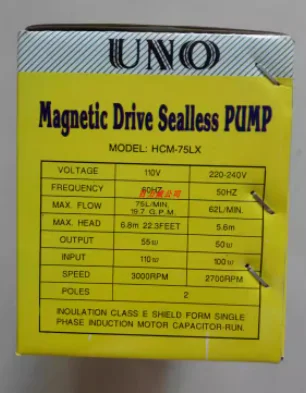 UNO
Magnetic Drive Sealless PUMP
MODEL: HCM-75LX
VOLTAGE 110V 220-240V
FREQUENCY 60HZ 50HZ
MAX. FLOW 75L/MIN. 19.7 G.P.M. 62L/MIN.
MAX. HEAD 6.8m 22.3FEET 5.6m
OUTPUT 55W 50W
INPUT 110W 100W
SPEED 3000RPM 2700RPM
POLES 2
INSULATION CLASS E SHIELD FORM SINGLE
PHASE INDUCTION MOTOR CAPACITOR-RUN.